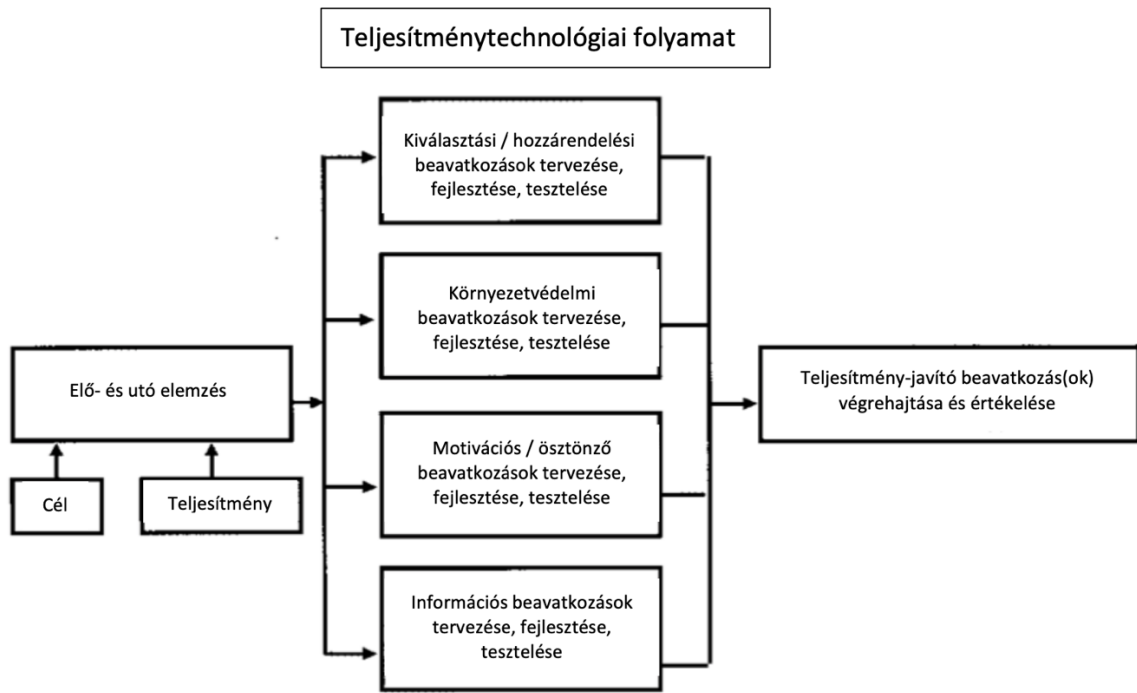 Teljesítménytechnológiai folyamat
Kiválasztási / hozzárendelési
beavatkozások tervezése,
fejlesztése, tesztelése
Környezetvédelmi
beavatkozások tervezése,
fejlesztése, tesztelése
Elő- és utó elemzés
Cél
Teljesítmény
Motivációs / ösztönző
beavatkozások tervezése,
fejlesztése, tesztelése
Információs beavatkozások
tervezése, fejlesztése,
tesztelése
Teljesítmény-javító beavatkozás(ok)
végrehajtása és értékelése